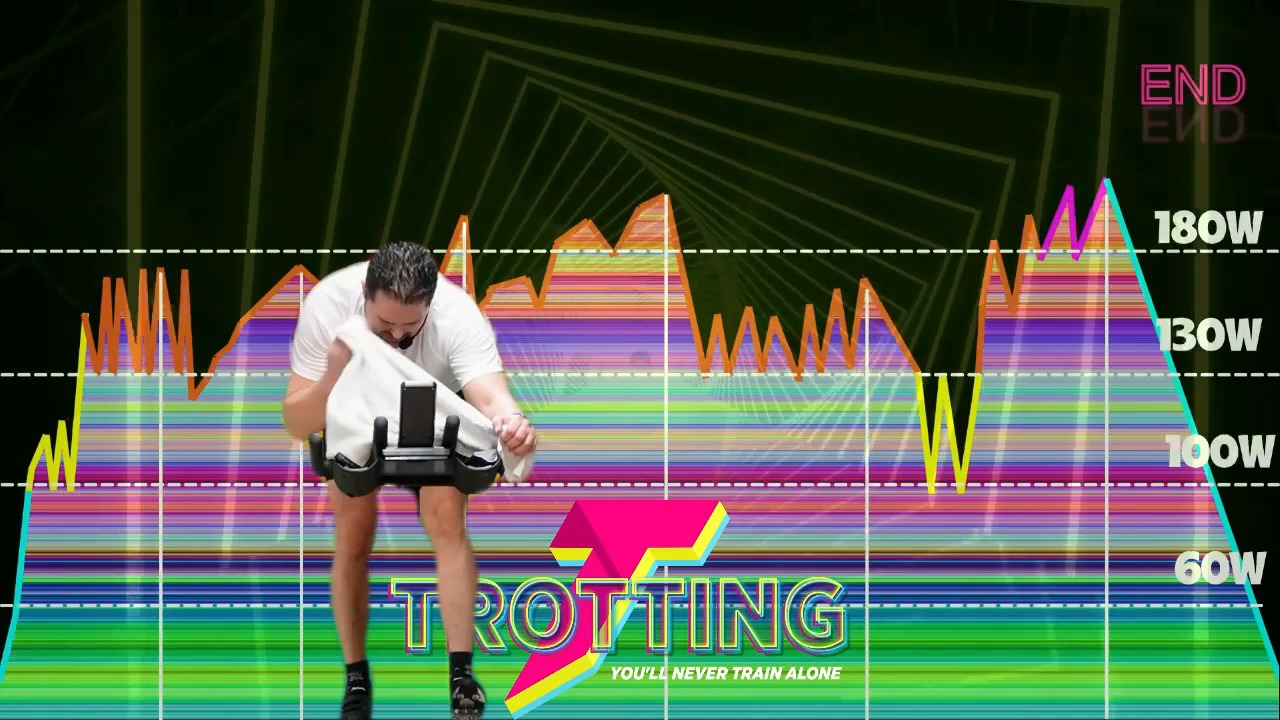 END
180W
130W
100W
60W
TROTTING
YOU'LL NEVER TRAIN ALONE